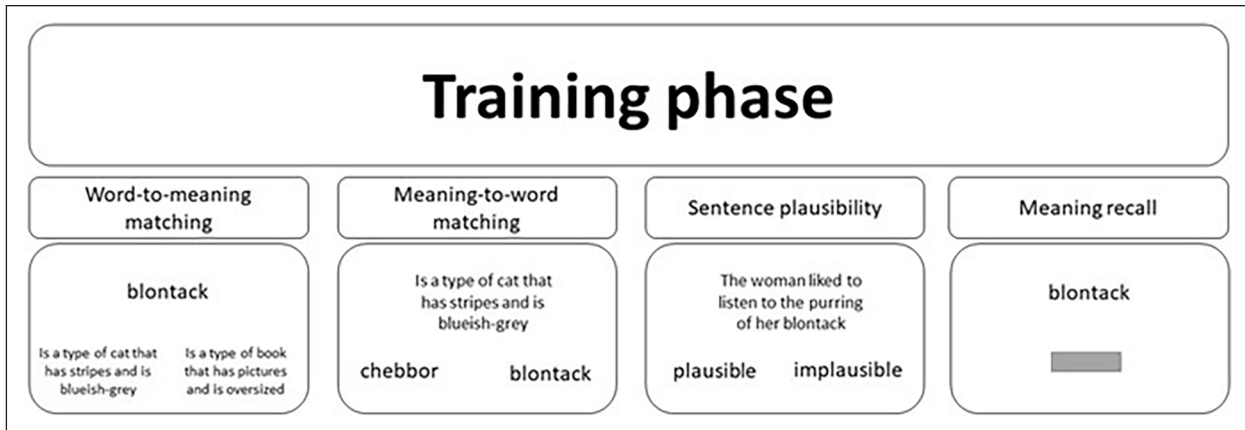 Training phase
Word-to-meaning
matching
Meaning-to-word
matching
Sentence plausibility
Meaning recall
blontack
Is a type of cat that
has stripes and is
blueish-grey
Is a type of book
that has pictures
and is oversized
Is a type of cat that
has stripes and is
blueish-grey
chebbor
blontack
The woman liked to
listen to the purring
of her blontack
plausible
implausible
blontack